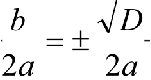 b/2a = ± √D/2a